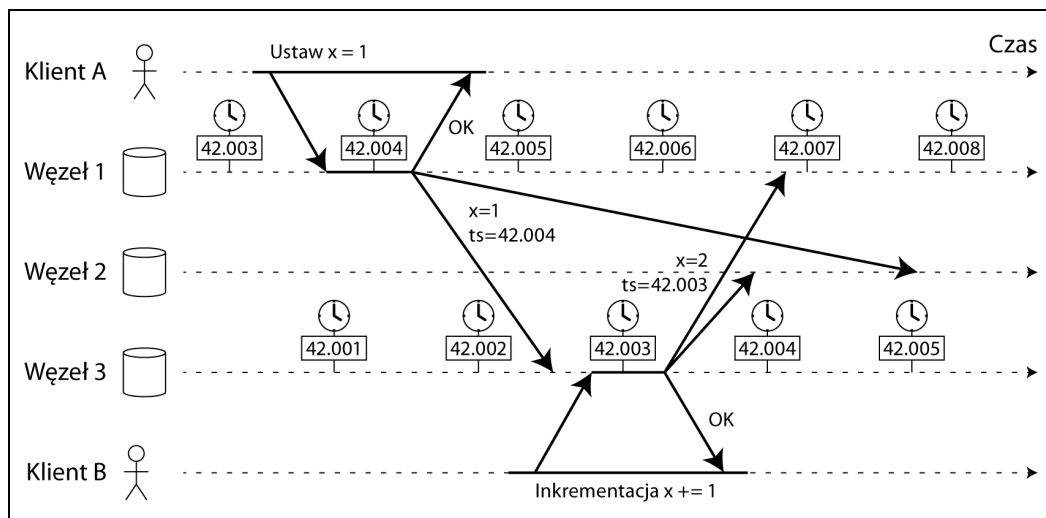 Ustaw x = 1
Czas
Klient A
42.003
42.004
OK
42.005
42.006
42.007
42.008
Węzeł 1
x=1
ts=42.004
x=2
ts=42.003
Węzeł 2
42.001
42.002
42.003
42.004
42.005
Węzeł 3
OK
Klient B
Inkrementacja x += 1